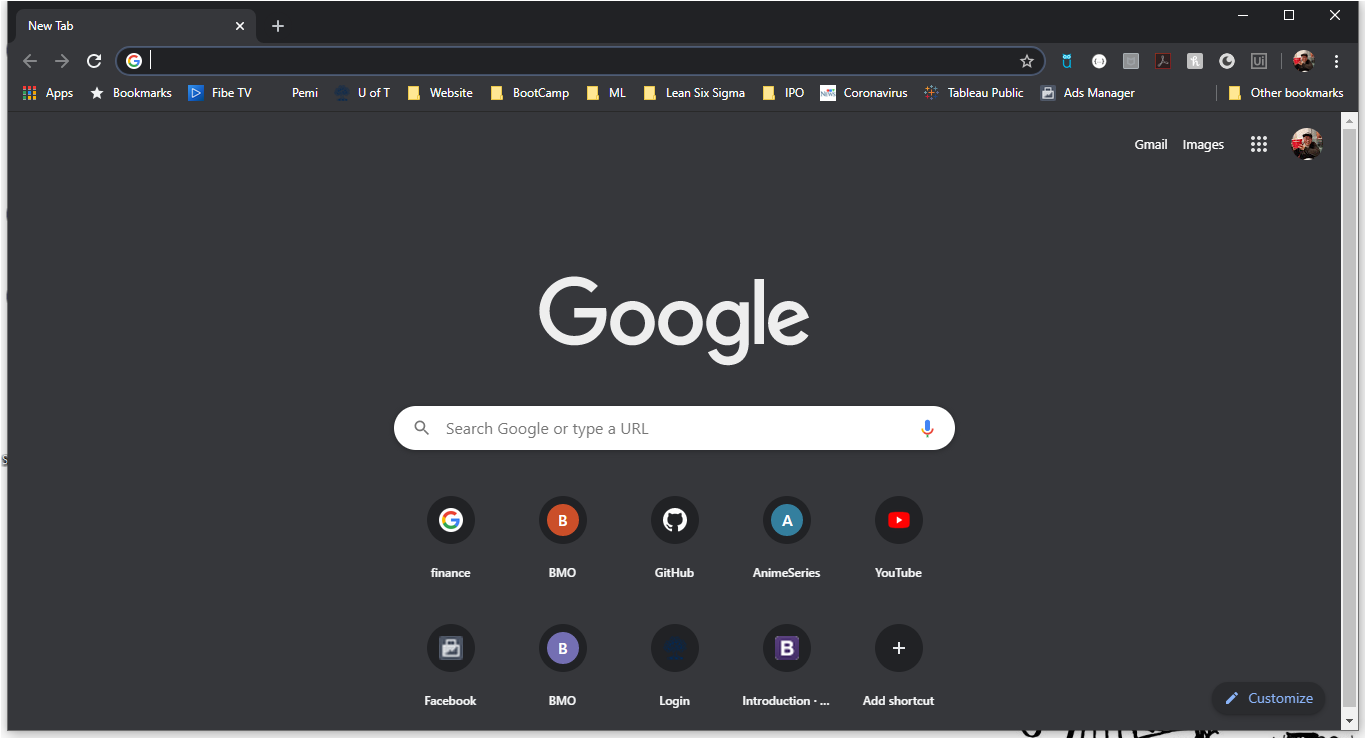 New Tab
Apps Bookmarks Fibe TV Pemi U of T Website BootCamp ML Lean Six Sigma IPO Coronavirus Tableau Public Ads Manager Other bookmarks
Gmail Images
Google
Search Google or type a URL
finance BMO GitHub AnimeSeries YouTube
Facebook BMO Login Introduction · ... Add shortcut
Customize